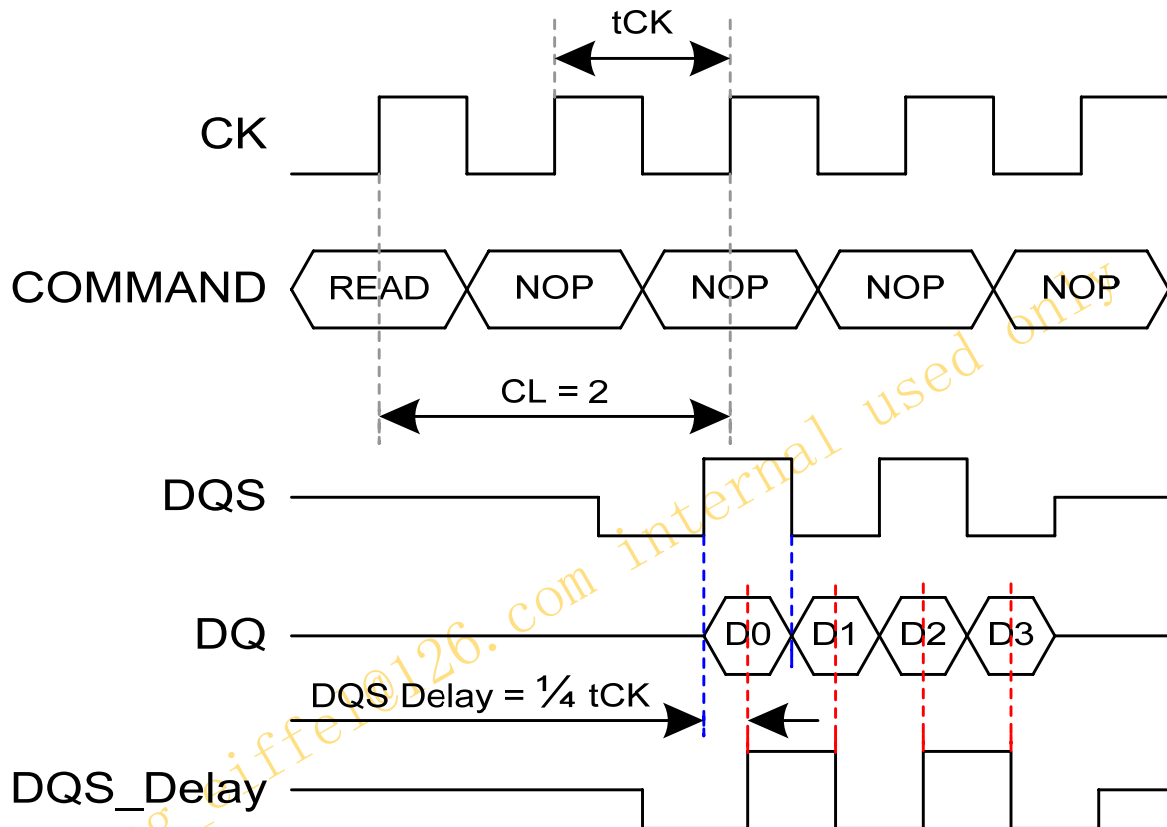 tCK
CK
COMMAND
READ NOP NOP NOP NOP
CL = 2
DQS
DQ
D0 D1 D2 D3
DQS Delay = ¼ tCK
DQS_Delay
eiffel@126.com internal used only